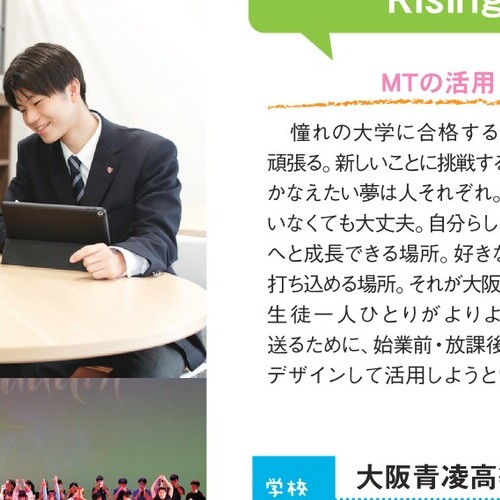 Rising
MTの活用
憧れの大学に合格する
頑張る。新しいことに挑戦する
かなえたい夢は人それぞれ。
いなくても大丈夫。自分らし
へと成長できる場所。好きな
打ち込める場所。それが大阪
生徒一人ひとりがよりよ
送るために、始業前・放課後
デザインして活用しようと
学校
大阪青凌高